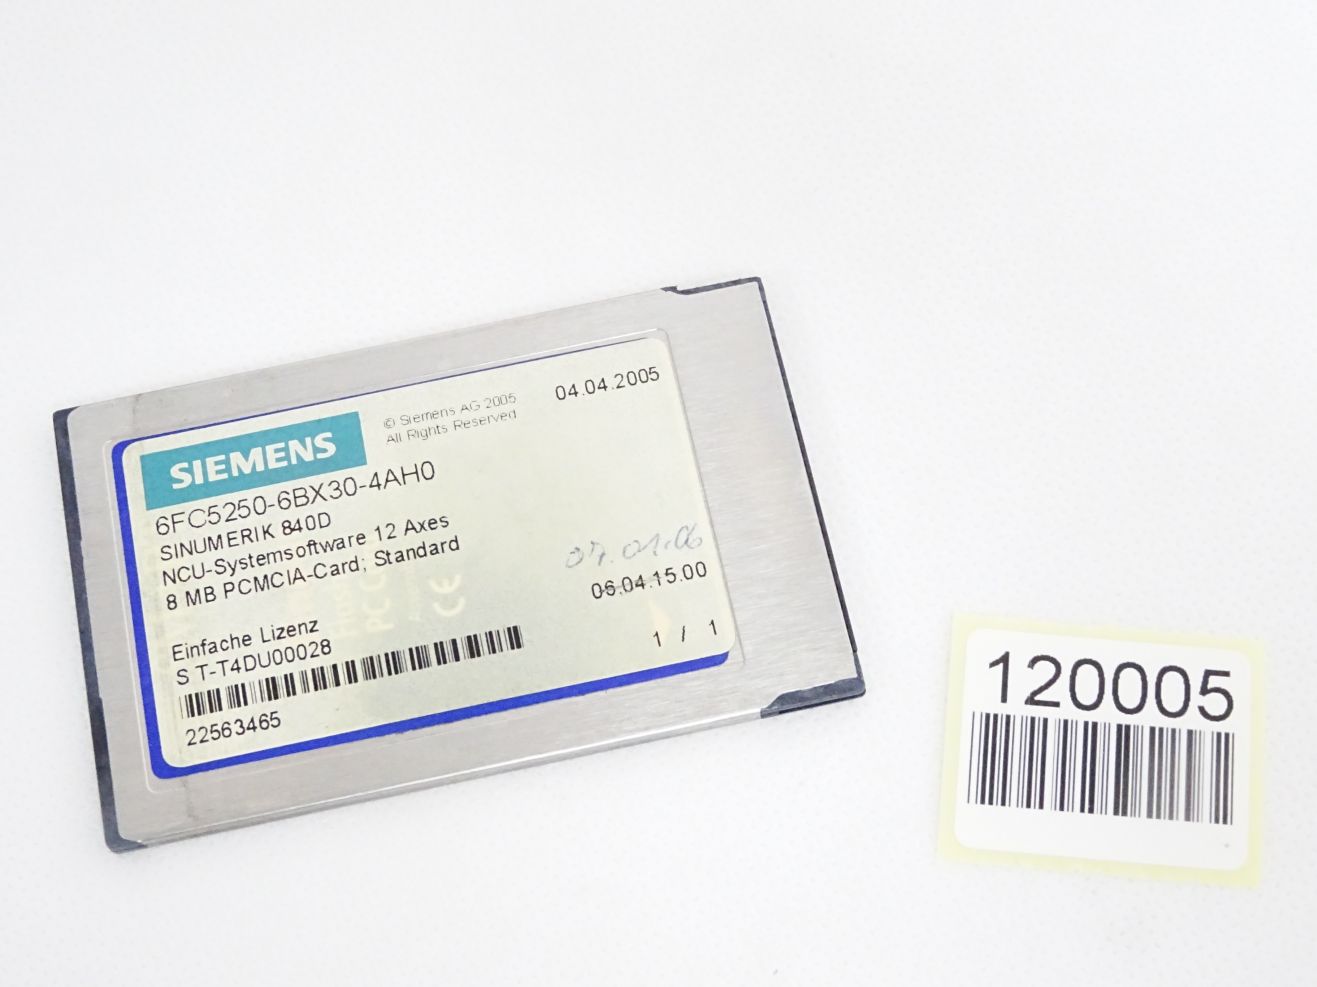 SIEMENS
© Siemens AG 2005
All Rights Reserved
04.04.2005
6FC5250-6BX30-4AH0
SINUMERIK 840D
NCU-Systemsoftware 12 Axes
8 MB PCMCIA-Card; Standard
07.01.06
06.04.15.00
Einfache Lizenz
S T-T4DU00028
1 / 1
22563465
120005